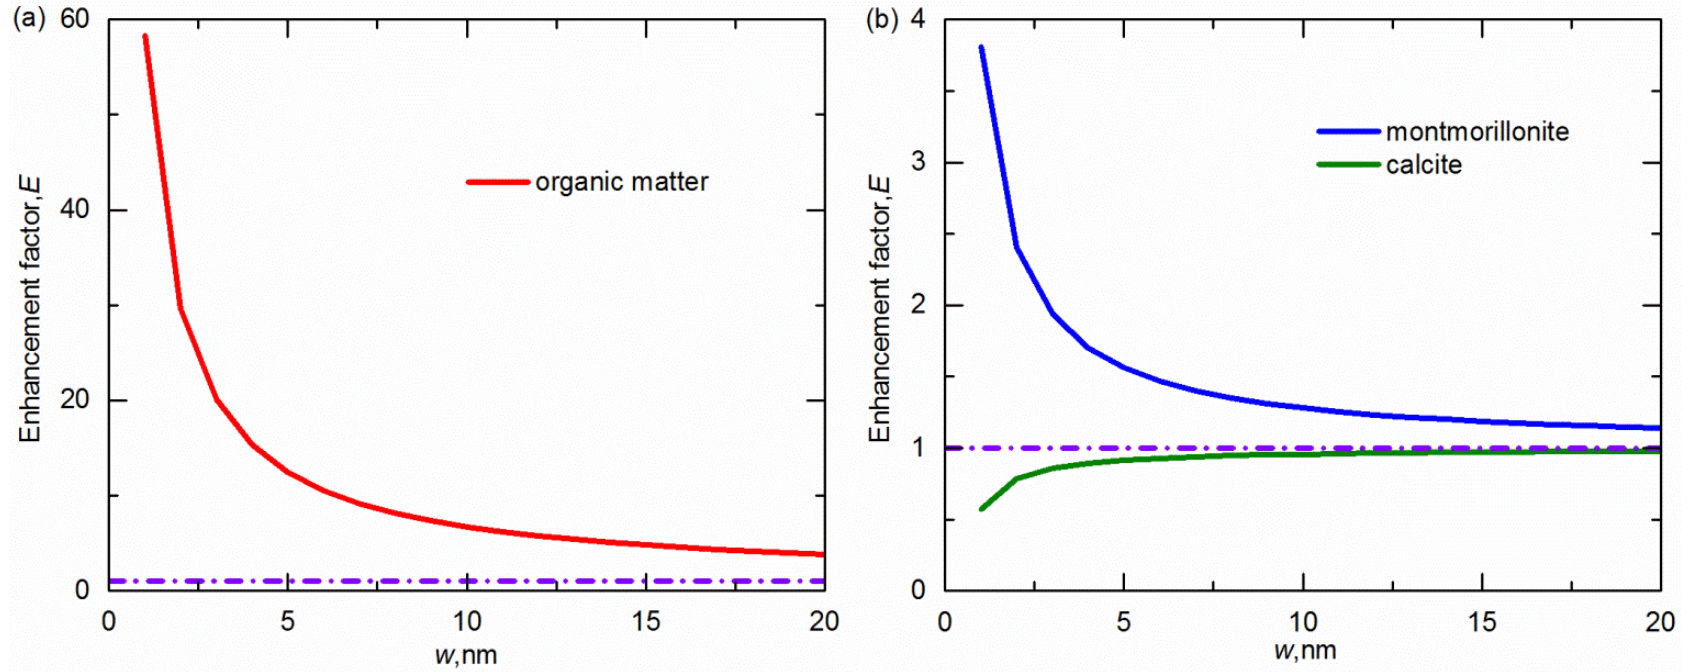 (a)
60
40
20
0
Enhancement factor,E
organic matter
0 5 10 15 20
w,nm
(b)
4
3
2
1
0
Enhancement factor,E
montmorillonite
calcite
0 5 10 15 20
w,nm